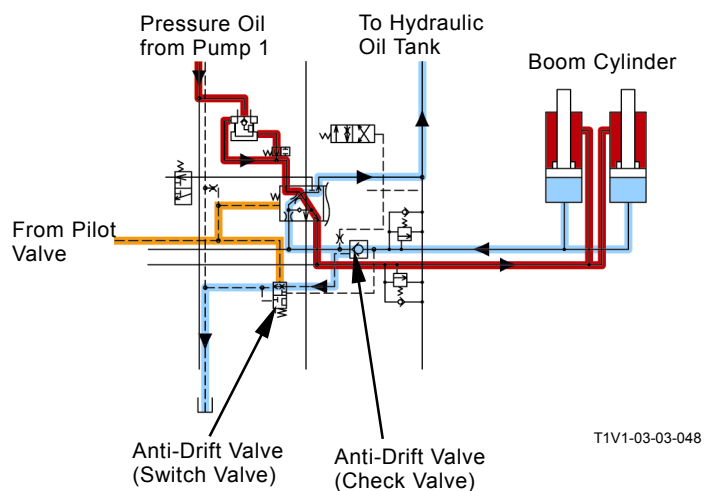 Pressure Oil
from Pump 1
To Hydraulic
Oil Tank
Boom Cylinder
From Pilot
Valve
Anti-Drift Valve
(Switch Valve)
Anti-Drift Valve
(Check Valve)
T1V1-03-03-048